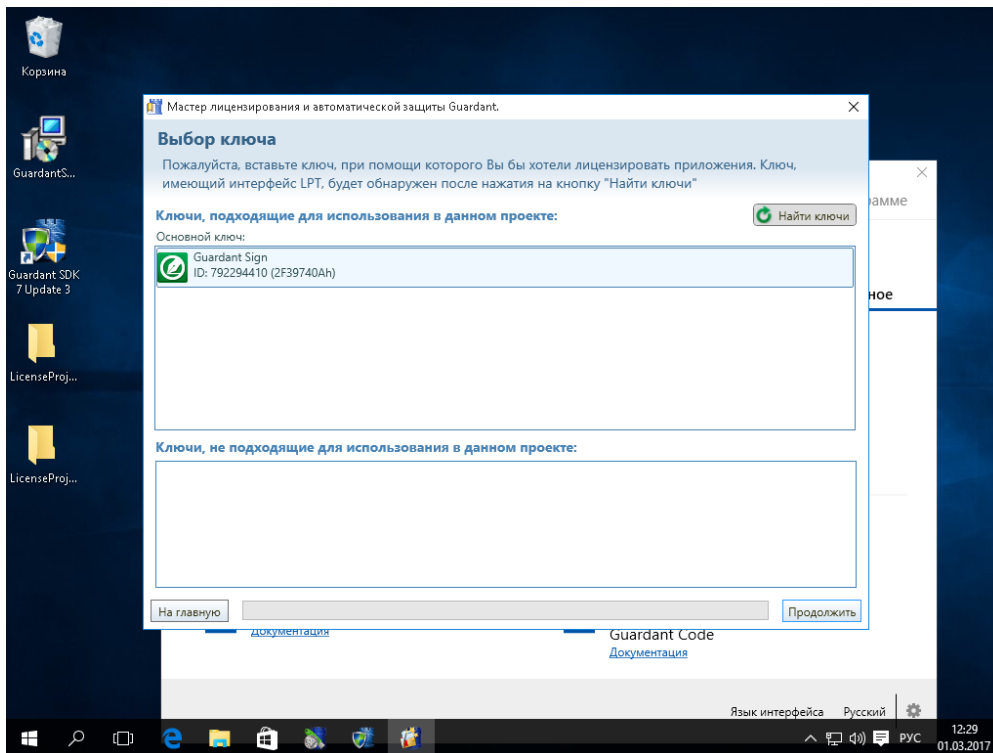 Корзина
GuardantS...
Guardant SDK
7 Update 3
LicenseProj...
LicenseProj...
Мастер лицензирования и автоматической защиты Guardant.
Выбор ключа
Пожалуйста, вставьте ключ, при помощи которого Вы бы хотели лицензировать приложения. Ключ,
имеющий интерфейс LPT, будет обнаружен после нажатия на кнопку "Найти ключи"
Ключи, подходящие для использования в данном проекте:
Найти ключи
Основной ключ:
Guardant Sign
ID: 792294410 (2F39740Ah)
Ключи, не подходящие для использования в данном проекте:
На главную
Продолжить
амме
ное
Документация
Guardant Code
Документация
Язык интерфейса Русский
РУС
12:29
01.03.2017